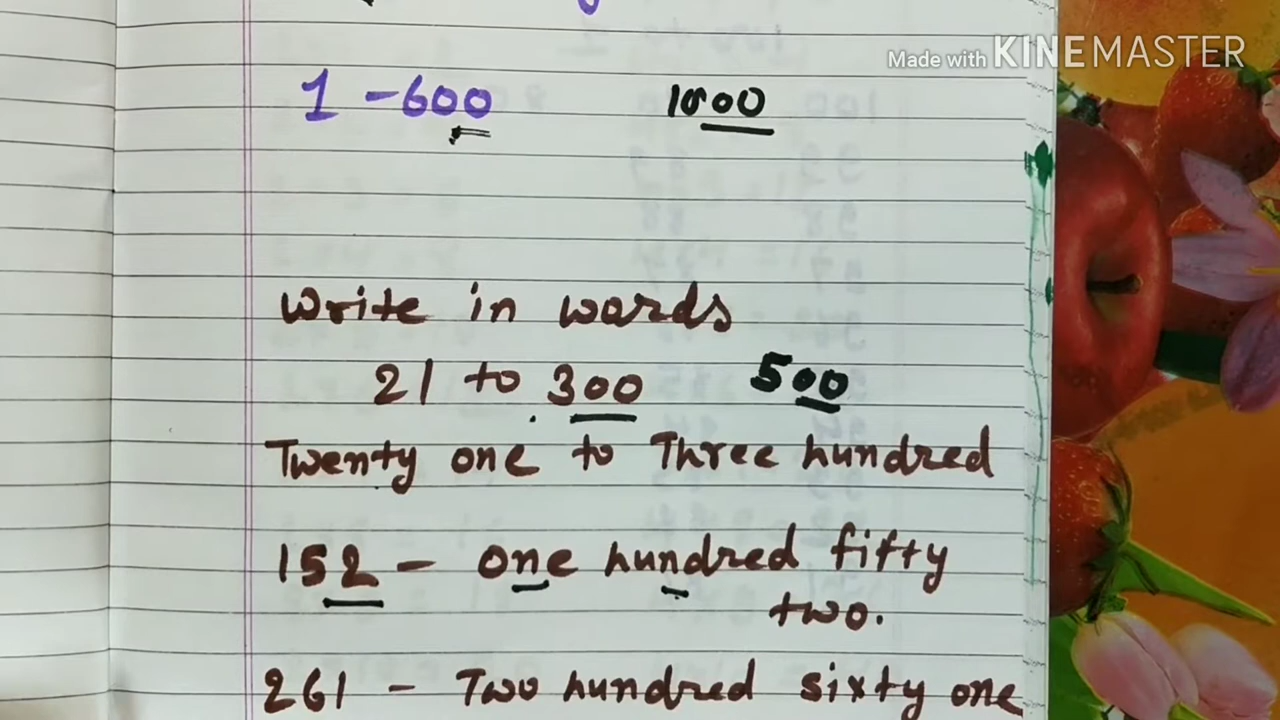 Made with KINEMASTER
1 - 600 1000
Write in words
21 to 300 500
Twenty one to Three hundred
152 - One hundred fifty
two.
261 - Two hundred sixty one